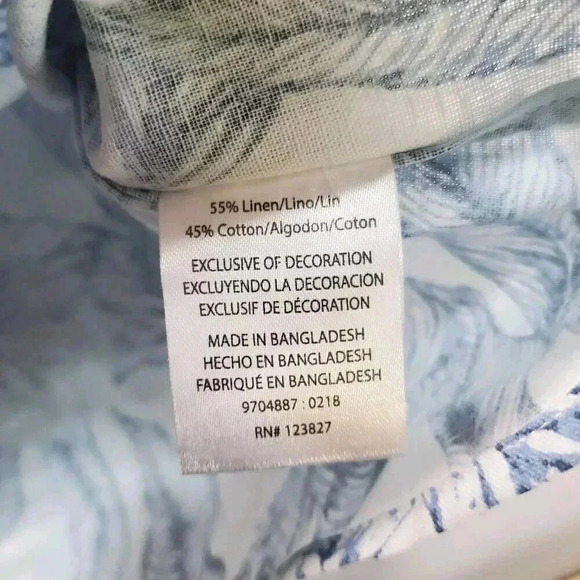 55% Linen/Lino/Lin
45% Cotton/Algodon/Coton
EXCLUSIVE OF DECORATION
EXCLUYENDO LA DECORACION
EXCLUSIF DE DÉCORATION
MADE IN BANGLADESH
HECHO EN BANGLADESH
FABRIQUÉ EN BANGLADESH
9704887 : 0218
RN# 123827